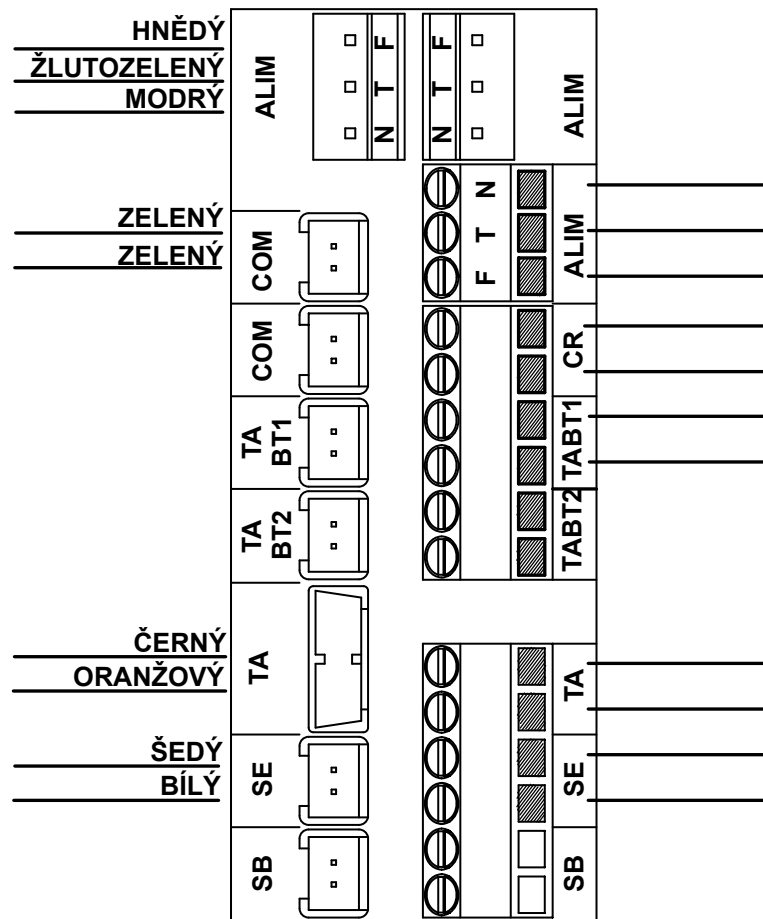 HNĚDÝ
ŽLUTOZELENÝ
MODRÝ
ALIM
F
T
N
F
T
N
ALIM
N
T
F
ALIM
ZELENÝ
ZELENÝ
COM
COM
CR
TA
BT1
TABT1
TA
BT2
TABT2
ČERNÝ
ORANŽOVÝ
TA
TA
ŠEDÝ
BÍLÝ
SE
SE
SB
SB